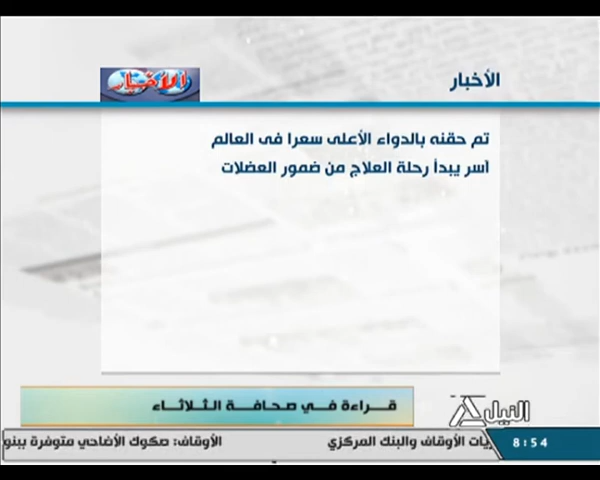 الأخبار
الأخبار
تم حقنه بالدواء الأعلى سعرا فى العالم
آسر يبدأ رحلة العلاج من ضمور العضلات
قراءة في صحافة الثلاثاء
النيل
8:54
الأوقاف والبنك المركزي
الأوقاف: صكوك الأضاحي متوفرة